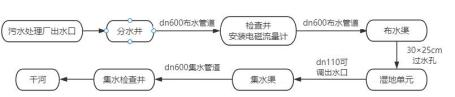 污水处理厂出水口
分水井
dn600布水管道
检查井
安装电磁流量计
dn600布水管道
布水渠
30×25cm
过水孔
湿地单元
dn110可
调出水口
集水渠
dn600集水管道
集水检查井
干河